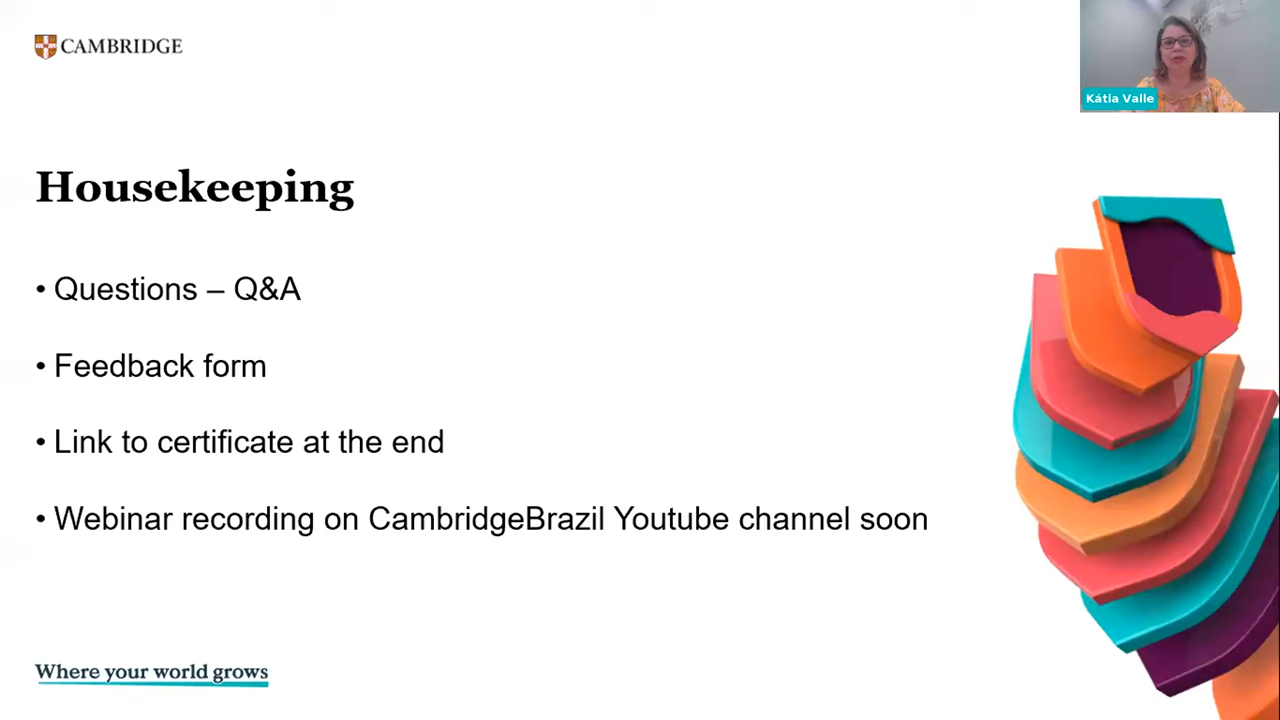 CAMBRIDGE
Kátia Valle
Housekeeping
• Questions – Q&A
• Feedback form
• Link to certificate at the end
• Webinar recording on CambridgeBrazil Youtube channel soon
Where your world grows